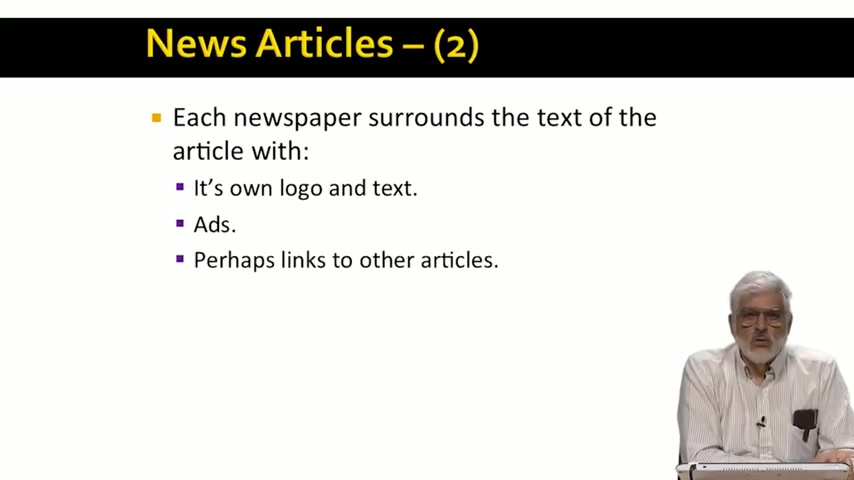 News Articles – (2)
Each newspaper surrounds the text of the
article with:
It's own logo and text.
Ads.
Perhaps links to other articles.